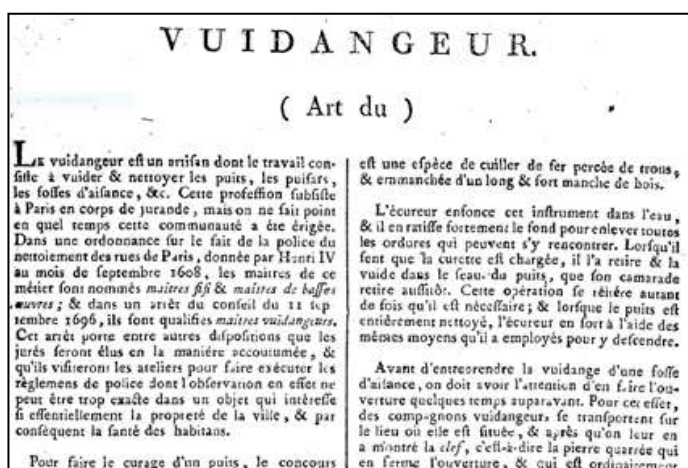 VUIDANGEUR.
( Art du )
LE vuidangeur est un artisan dont le travail con-
siste à vuider & nettoyer les puits, les puisars,
les fosses d'aisance, &c. Cette profession subsiste
à Paris en corps de jurande, mais on ne sait point
en quel temps cette communauté a été érigée.
Dans une ordonnance sur le fait de la police du
nettoiement des rues de Paris, donnée par Henri IV
au mois de septembre 1608, les maitres de ce
métier sont nommés maitres fifi & maitres de basses
œuvres; & dans un arrêt du conseil du 11 sep
tembre 1696, ils sont qualifiés maitres vuidangeurs.
Cet arrêt porte entre autres dispositions que les
jurés seront élus en la manière accoutumée, &
qu'ils visiteront les ateliers pour faire exécuter les
règlemens de police dont l'observation en effet ne
peut être trop exacte dans un objet qui intéresse
si essentiellement la propreté de la ville, & par
conséquent la santé des habitans.
Pour faire le curage d'un puits, le concours
est une espèce de cuiller de fer percée de trous,
& emmanchée d'un long & fort manche de bois.
L'écureur enfonce cet instrument dans l'eau,
& il en ratisse fortement le fond pour enlever toutes
les ordures qui peuvent s'y rencontrer. Lorsqu'il
sent que la curette est chargée, il l'a retire & la
vuide dans le seau du puits, que son camarade
retire aussitôt. Cette opération se réitère autant
de fois qu'il est nécessaire; & lorsque le puits est
entièrement nettoyé, l'écureur en sort à l'aide des
mêmes moyens qu'il a employés pour y descendre.
Avant d'entreprendre la vuidange d'une fosse
d'aisance, on doit avoir l'attention d'en faire l'ou-
verture quelques temps auparavant. Pour cet effet,
des compagnons vuidangeurs se transportent sur
le lieu où elle est située, & après qu'on leur en
a montré la clef, c'est-à-dire la pierre quarrée qui
en ferme l'ouverture, & qui est ordinairement